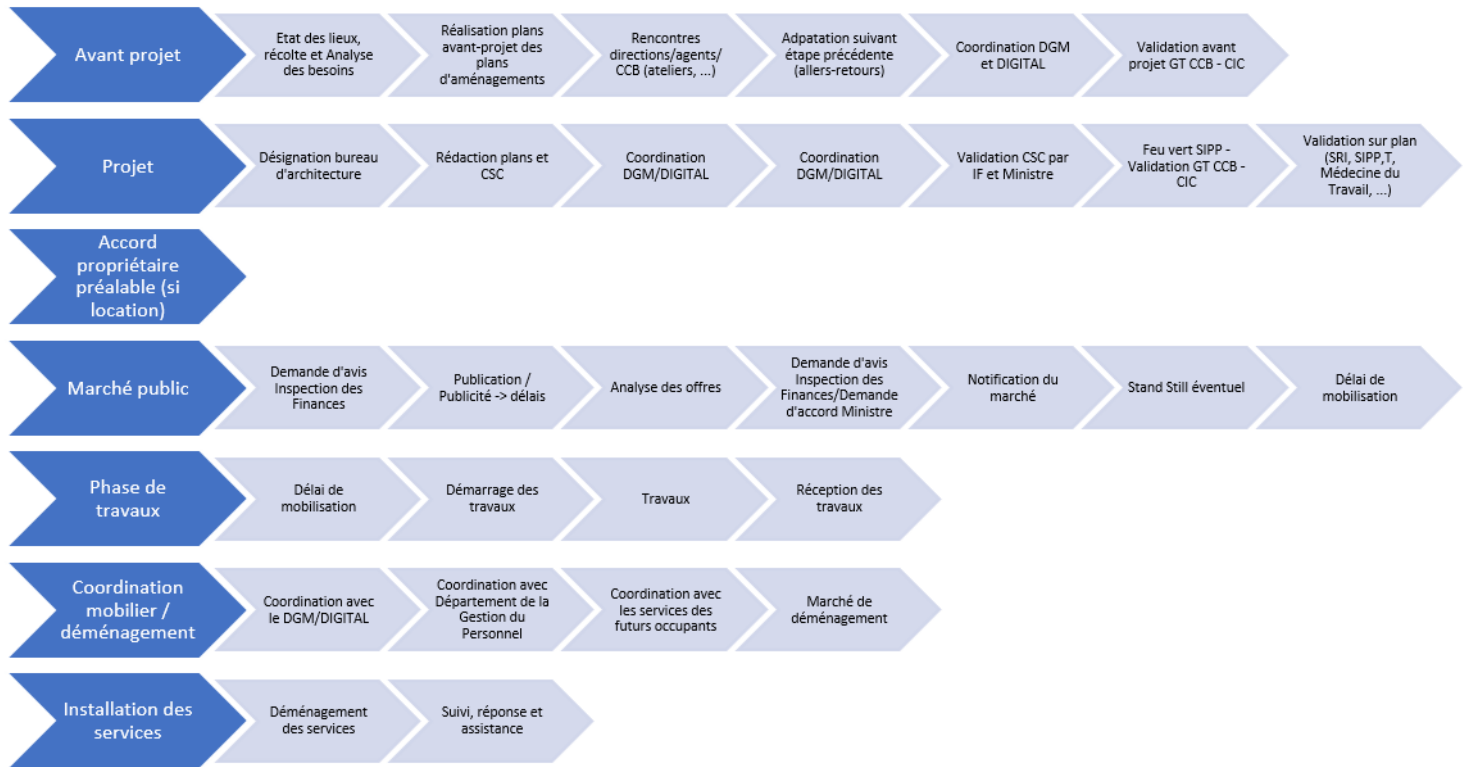 Avant projet
Etat des lieux,
récolte et Analyse
des besoins
Réalisation plans
avant-projet des
plans
d'aménagements
Rencontres
directions/agents/
CCB (ateliers, ...)
Adpatation suivant
étape précédente
(allers-retours)
Coordination DGM
et DIGITAL
Validation avant
projet GT CCB - CIC
Projet
Désignation bureau
d'architecture
Rédaction plans et
CSC
Coordination
DGM/DIGITAL
Coordination
DGM/DIGITAL
Validation CSC par
IF et Ministre
Feu vert SIPP -
Validation GT CCB -
CIC
Validation sur plan
(SRI, SIPP,T,
Médecine du
Travail, ...)
Accord
propriétaire
préalable (si
location)
Marché public
Demande d'avis
Inspection des
Finances
Publication /
Publicité -> délais
Analyse des offres
Demande d'avis
Inspection des
Finances/Demande
d'accord Ministre
Notification du
marché
Stand Still éventuel
Délai de
mobilisation
Phase de
travaux
Délai de
mobilisation
Démarrage des
travaux
Travaux
Réception des
travaux
Coordination
mobilier /
déménagement
Coordination avec
le DGM/DIGITAL
Coordination avec
Département de la
Gestion du
Personnel
Coordination avec
les services des
futurs occupants
Marché de
déménagement
Installation des
services
Déménagement
des services
Suivi, réponse et
assistance